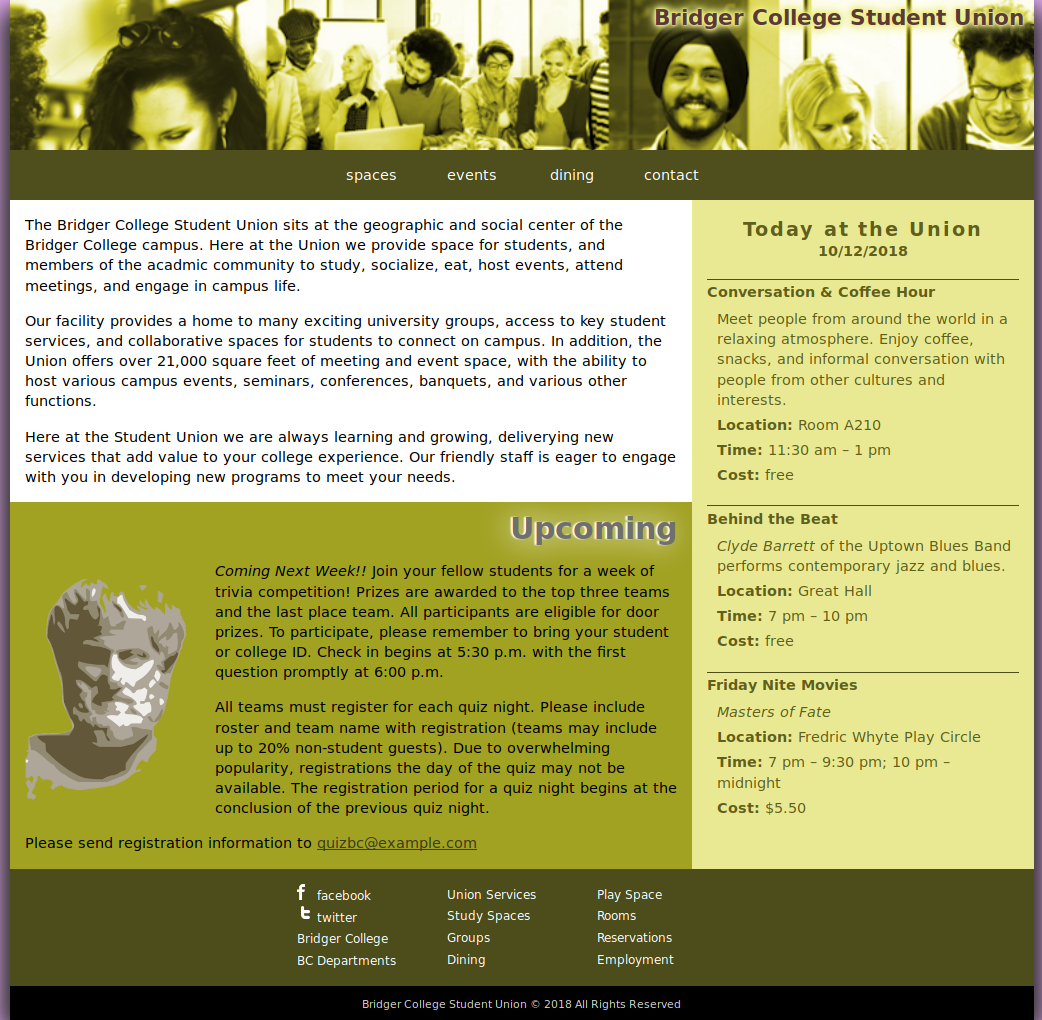 Bridger College Student Union
spaces events dining contact
The Bridger College Student Union sits at the geographic and social center of the
Bridger College campus. Here at the Union we provide space for students, and
members of the acadmic community to study, socialize, eat, host events, attend
meetings, and engage in campus life.
Our facility provides a home to many exciting university groups, access to key student
services, and collaborative spaces for students to connect on campus. In addition, the
Union offers over 21,000 square feet of meeting and event space, with the ability to
host various campus events, seminars, conferences, banquets, and various other
functions.
Here at the Student Union we are always learning and growing, deliverying new
services that add value to your college experience. Our friendly staff is eager to engage
with you in developing new programs to meet your needs.
Upcoming
Coming Next Week!! Join your fellow students for a week of
trivia competition! Prizes are awarded to the top three teams
and the last place team. All participants are eligible for door
prizes. To participate, please remember to bring your student
or college ID. Check in begins at 5:30 p.m. with the first
question promptly at 6:00 p.m.
All teams must register for each quiz night. Please include
roster and team name with registration (teams may include
up to 20% non-student guests). Due to overwhelming
popularity, registrations the day of the quiz may not be
available. The registration period for a quiz night begins at the
conclusion of the previous quiz night.
Please send registration information to quizbc@example.com
Today at the Union
10/12/2018
Conversation & Coffee Hour
Meet people from around the world in a
relaxing atmosphere. Enjoy coffee,
snacks, and informal conversation with
people from other cultures and
interests.
Location: Room A210
Time: 11:30 am – 1 pm
Cost: free
Behind the Beat
Clyde Barrett of the Uptown Blues Band
performs contemporary jazz and blues.
Location: Great Hall
Time: 7 pm – 10 pm
Cost: free
Friday Nite Movies
Masters of Fate
Location: Fredric Whyte Play Circle
Time: 7 pm – 9:30 pm; 10 pm –
midnight
Cost: $5.50
facebook
twitter
Bridger College
BC Departments
Union Services
Study Spaces
Groups
Dining
Play Space
Rooms
Reservations
Employment
Bridger College Student Union © 2018 All Rights Reserved